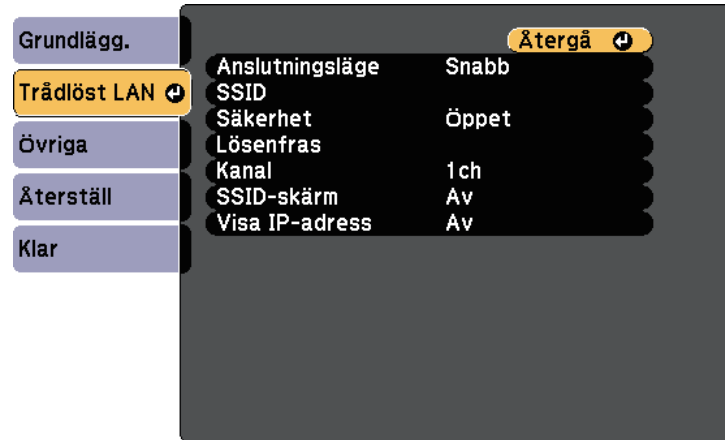 Grundlägg.
Trådlöst LAN
Övriga
Återställ
Klar
Återgå
Anslutningsläge Snabb
SSID
Säkerhet Öppet
Lösenfras
Kanal 1ch
SSID-skärm Av
Visa IP-adress Av